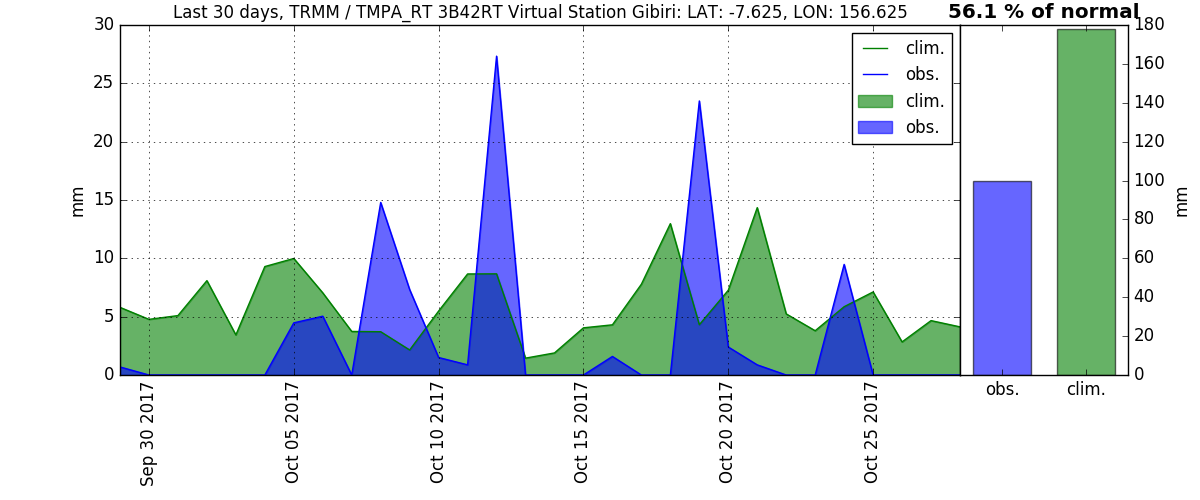 Last 30 days, TRMM / TMPA_RT 3B42RT Virtual Station Gibiri: LAT: -7.625, LON: 156.625
56.1 % of normal
30
25
20
15
10
5
0
mm
clim.
obs.
clim.
obs.
Sep 30 2017
Oct 05 2017
Oct 10 2017
Oct 15 2017
Oct 20 2017
Oct 25 2017
obs.
clim.
180
160
140
120
100
80
60
40
20
0
mm